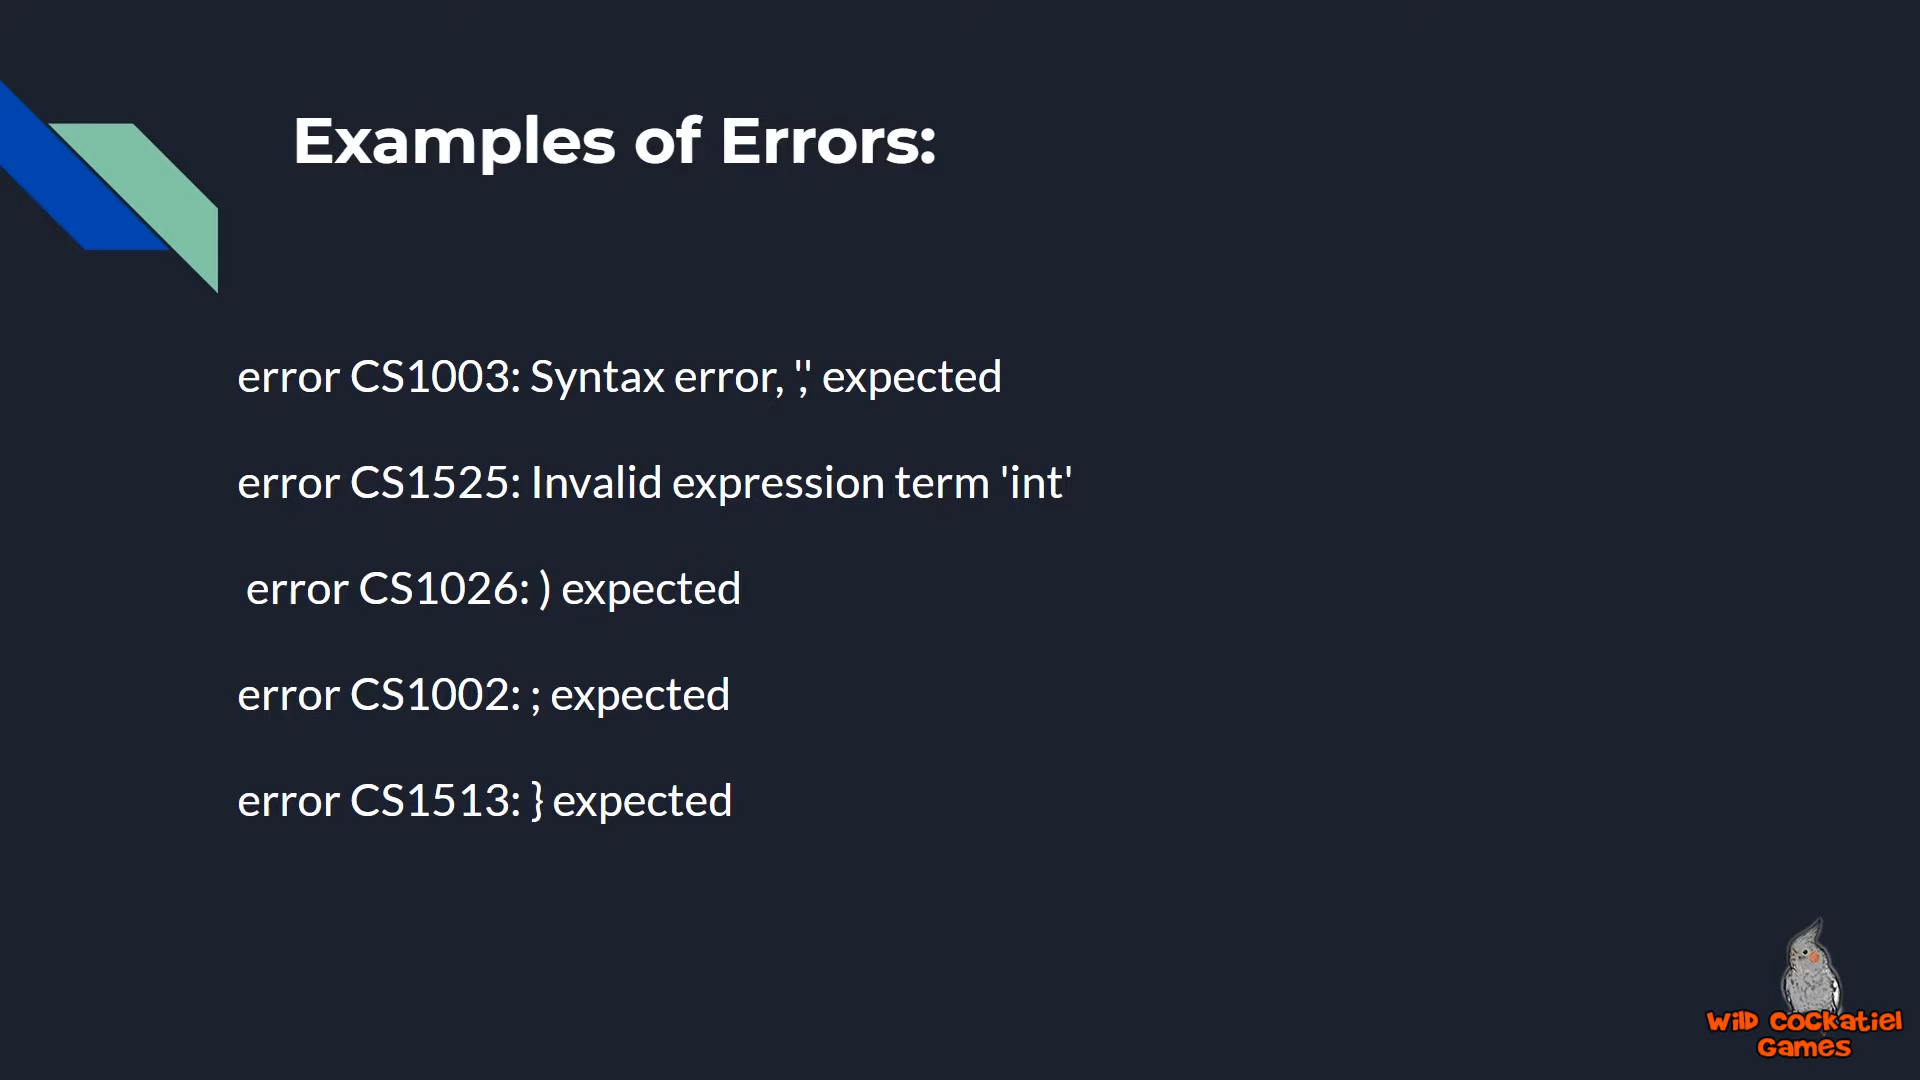 Examples of Errors:
error CS1003: Syntax error, ',' expected
error CS1525: Invalid expression term 'int'
error CS1026: ) expected
error CS1002: ; expected
error CS1513: } expected
Wild Cockatiel
Games